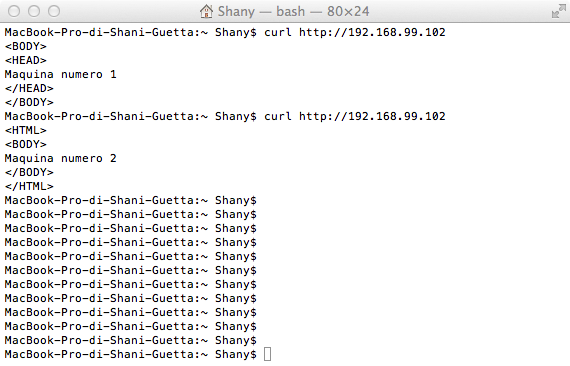 Shany — bash — 80×24
MacBook-Pro-di-Shani-Guetta:~ Shany$ curl http://192.168.99.102
<BODY>
<HEAD>
Maquina numero 1
</HEAD>
</BODY>
MacBook-Pro-di-Shani-Guetta:~ Shany$ curl http://192.168.99.102
<HTML>
<BODY>
Maquina numero 2
</BODY>
</HTML>
MacBook-Pro-di-Shani-Guetta:~ Shany$
MacBook-Pro-di-Shani-Guetta:~ Shany$
MacBook-Pro-di-Shani-Guetta:~ Shany$
MacBook-Pro-di-Shani-Guetta:~ Shany$
MacBook-Pro-di-Shani-Guetta:~ Shany$
MacBook-Pro-di-Shani-Guetta:~ Shany$
MacBook-Pro-di-Shani-Guetta:~ Shany$
MacBook-Pro-di-Shani-Guetta:~ Shany$
MacBook-Pro-di-Shani-Guetta:~ Shany$
MacBook-Pro-di-Shani-Guetta:~ Shany$
MacBook-Pro-di-Shani-Guetta:~ Shany$
MacBook-Pro-di-Shani-Guetta:~ Shany$